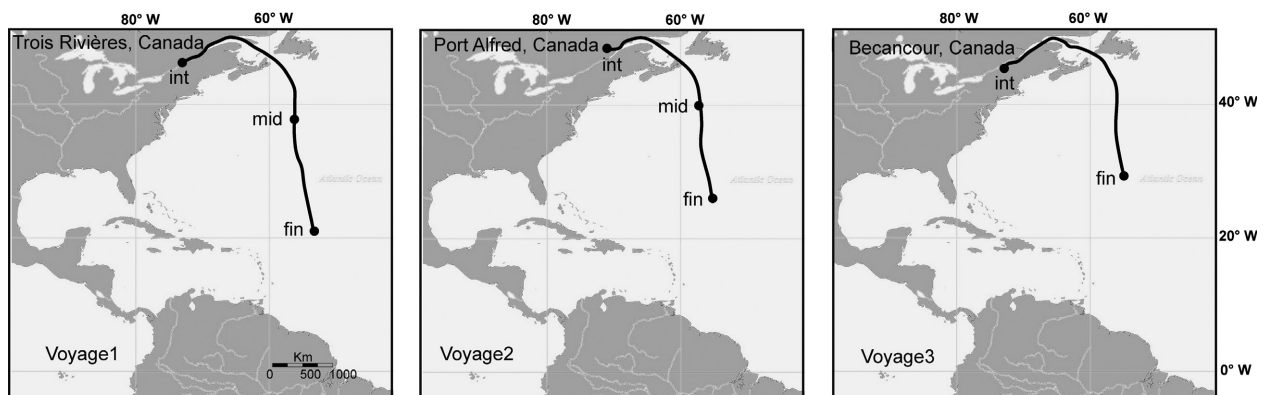 80° W 60° W 80° W 60° W 80° W 60° W
Trois Rivières, Canada
int
mid
fin
Atlantic Ocean
Voyage1
Km
0 500 1000
Port Alfred, Canada
int
mid
fin
Atlantic Ocean
Voyage2
Becancour, Canada
int
fin
Atlantic Ocean
Voyage3
40° W
20° W
0° W